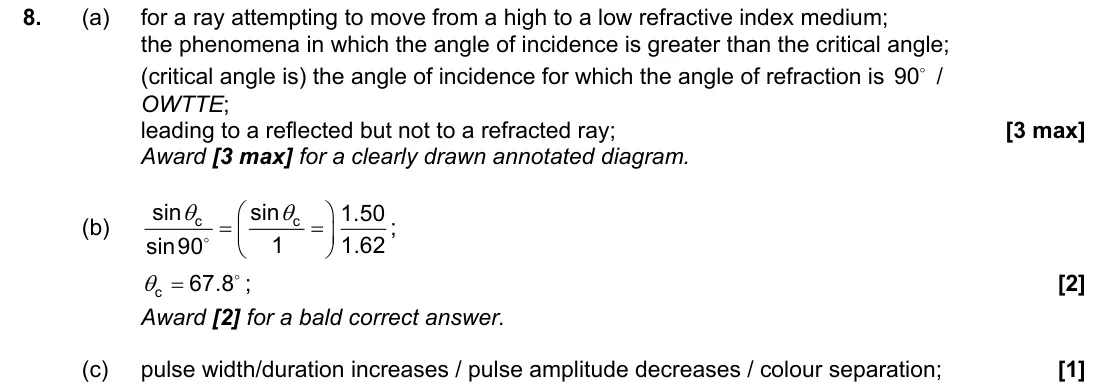 8. (a) for a ray attempting to move from a high to a low refractive index medium;
the phenomena in which the angle of incidence is greater than the critical angle;
(critical angle is) the angle of incidence for which the angle of refraction is 90° /
OWTTE;
leading to a reflected but not to a refracted ray; [3 max]
Award [3 max] for a clearly drawn annotated diagram.
(b) sin θc / sin 90° = ( sin θc / 1 = ) 1.50 / 1.62 ;
θc = 67.8° ; [2]
Award [2] for a bald correct answer.
(c) pulse width/duration increases / pulse amplitude decreases / colour separation; [1]